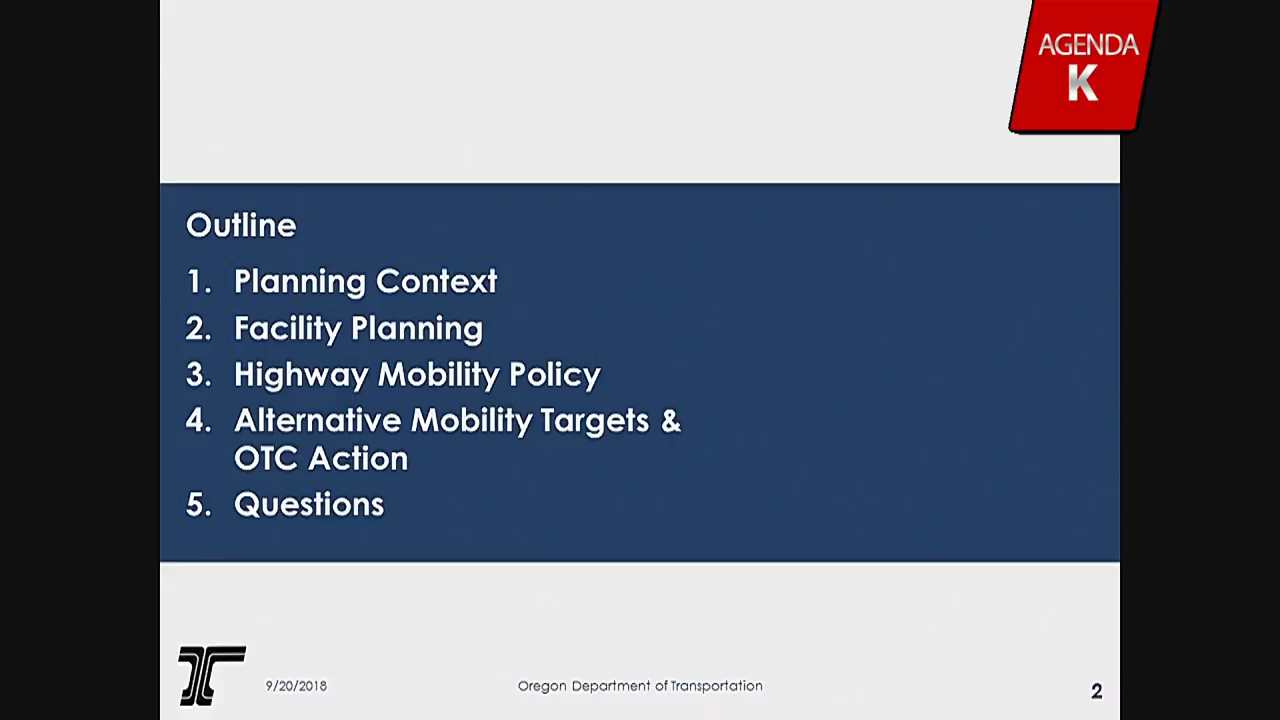 AGENDA
K
Outline
1. Planning Context
2. Facility Planning
3. Highway Mobility Policy
4. Alternative Mobility Targets &
OTC Action
5. Questions
9/20/2018
Oregon Department of Transportation
2